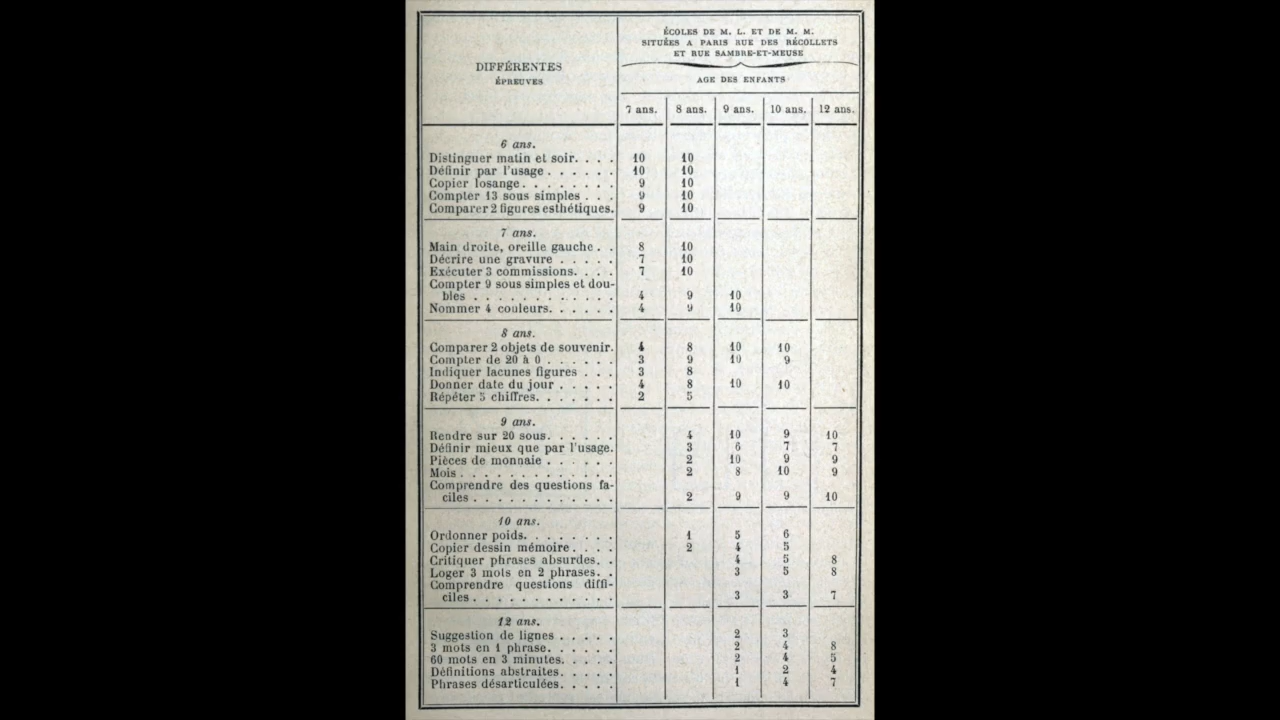 ÉCOLES DE M. L. ET DE M. M.
SITUÉES A PARIS RUE DES RÉCOLLETS
ET RUE SAMBRE-ET-MEUSE
DIFFÉRENTES
ÉPREUVES
AGE DES ENFANTS
7 ans. 8 ans. 9 ans. 10 ans. 12 ans.
6 ans.
Distinguer matin et soir. . . . 10 10
Définir par l'usage . . . . . . 10 10
Copier losange . . . . . . . . 9 10
Compter 13 sous simples . . . 9 10
Comparer 2 figures esthétiques. 9 10
7 ans.
Main droite, oreille gauche . . 8 10
Décrire une gravure . . . . . 7 10
Exécuter 3 commissions. . . . 7 10
Compter 9 sous simples et dou-
bles . . . . . . . . . . . . 4 9 10
Nommer 4 couleurs. . . . . . 4 9 10
8 ans.
Comparer 2 objets de souvenir. 4 8 10 10
Compter de 20 à 0 . . . . . . 3 9 10 9
Indiquer lacunes figures . . . 3 8
Donner date du jour . . . . . 4 8 10 10
Répéter 5 chiffres. . . . . . . 2 5
9 ans.
Rendre sur 20 sous. . . . . . 4 10 9 10
Définir mieux que par l'usage. 3 6 7 7
Pièces de monnaie . . . . . . 2 10 9 9
Mois . . . . . . . . . . . . . 2 8 10 9
Comprendre des questions fa-
ciles . . . . . . . . . . . . 2 9 9 10
10 ans.
Ordonner poids. . . . . . . . 1 5 6
Copier dessin mémoire . . . . 2 4 5
Critiquer phrases absurdes. . 4 5 8
Loger 3 mots en 2 phrases. . 3 5 8
Comprendre questions diffi-
ciles . . . . . . . . . . . . 3 3 7
12 ans.
Suggestion de lignes . . . . . 2 3
3 mots en 1 phrase. . . . . . 2 4 8
60 mots en 3 minutes. . . . . 2 4 5
Définitions abstraites. . . . . 1 2 4
Phrases désarticulées. . . . . 1 4 7